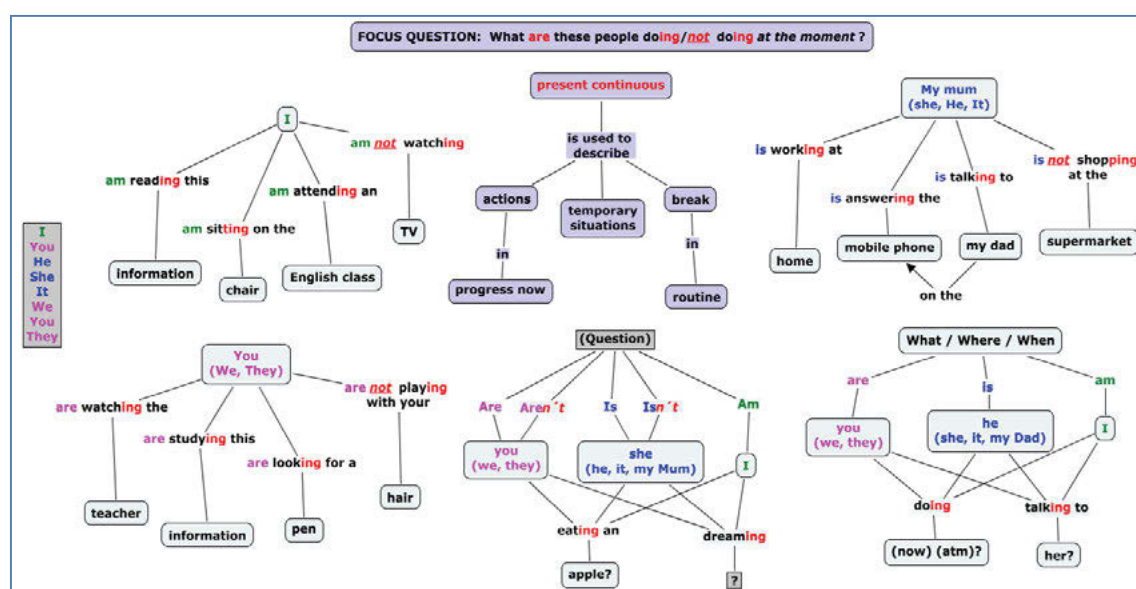 FOCUS QUESTION: What are these people doing/not doing at the moment ?
I
am reading this
information
am sitting on the
chair
am attending an
English class
am not watching
TV
present continuous
is used to
describe
actions
in
progress now
temporary
situations
break
in
routine
My mum
(she, He, It)
is working at
home
is answering the
mobile phone
is talking to
my dad
on the
is not shopping
at the
supermarket
I
You
He
She
It
We
You
They
You
(We, They)
are watching the
teacher
are studying this
information
are looking for a
pen
are not playing
with your
hair
(Question)
Are
Aren´t
Is
Isn´t
Am
you
(we, they)
she
(he, it, my Mum)
I
eating an
apple?
dreaming
?
What / Where / When
are
is
am
you
(we, they)
he
(she, it, my Dad)
I
doing
(now) (atm)?
talking to
her?